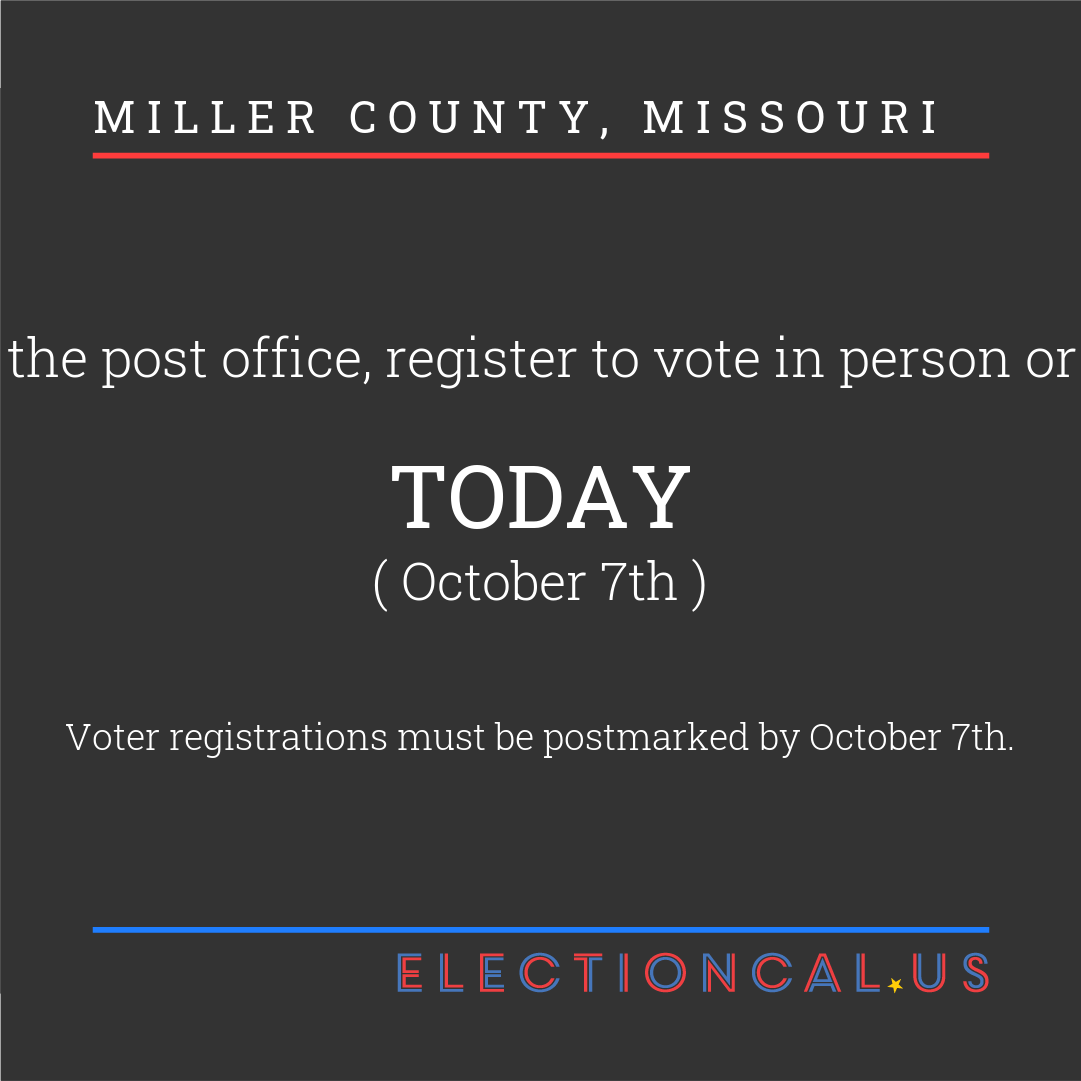 MILLER COUNTY, MISSOURI
the post office, register to vote in person or
TODAY
( October 7th )
Voter registrations must be postmarked by October 7th.
ELECTIONCAL.US